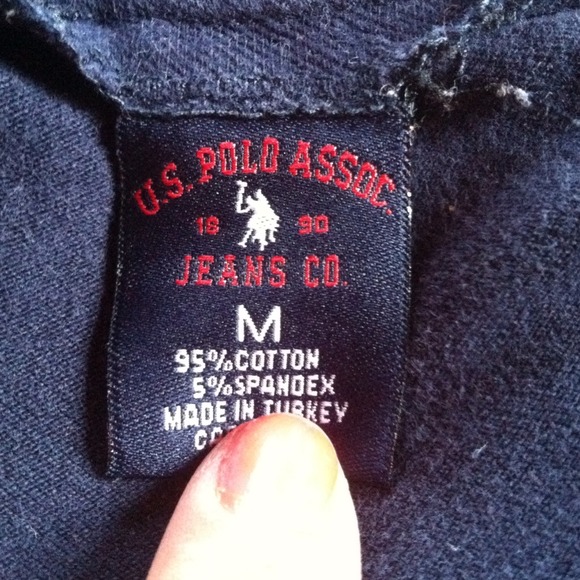 U.S. POLO ASSOC.
18 90
JEANS CO.
M
95% COTTON
5% SPANDEX
MADE IN TURKEY